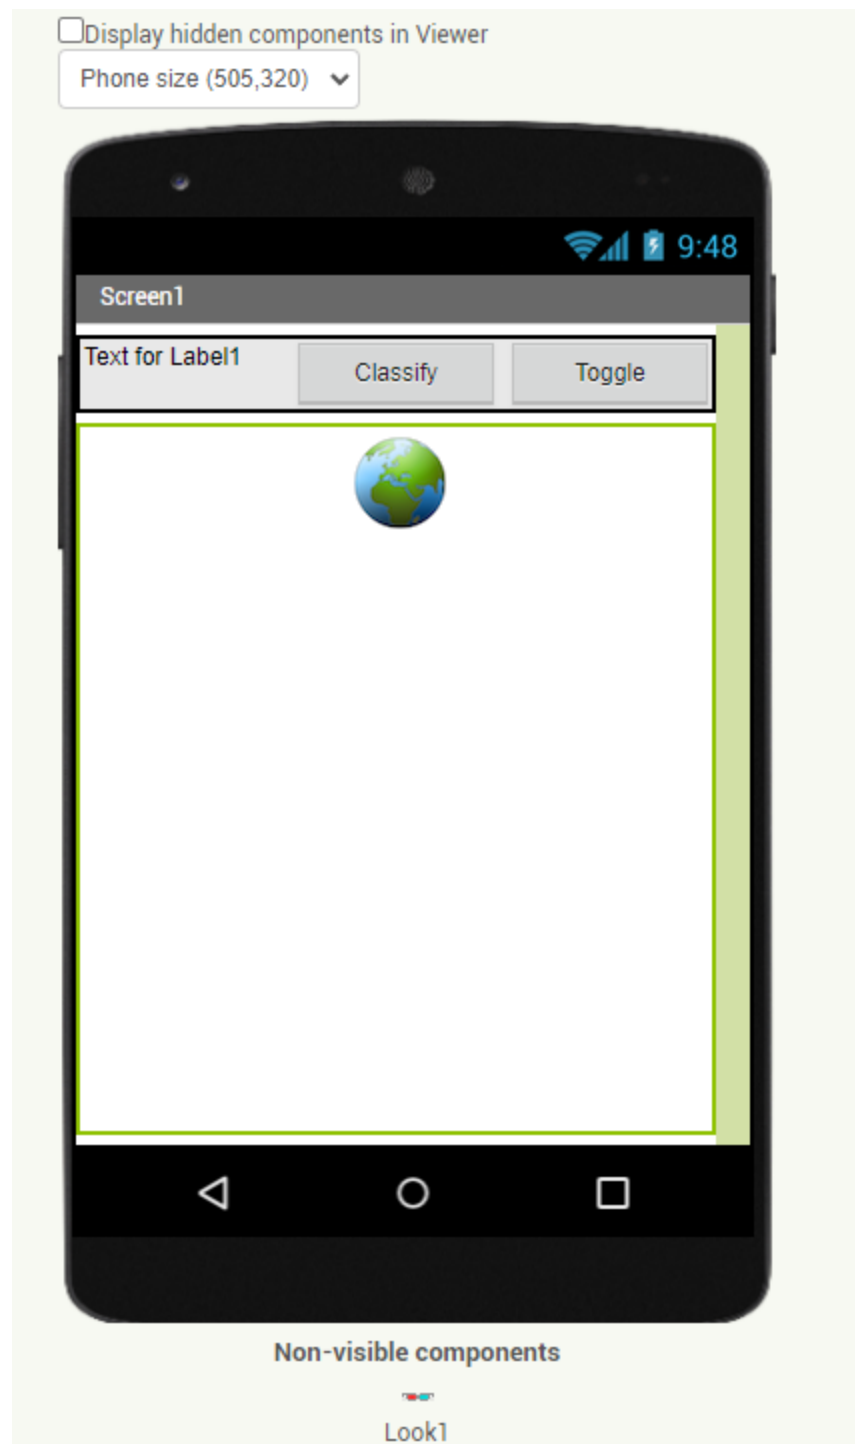 Display hidden components in Viewer
Phone size (505,320)
9:48
Screen1
Text for Label1 Classify Toggle
Non-visible components
Look1